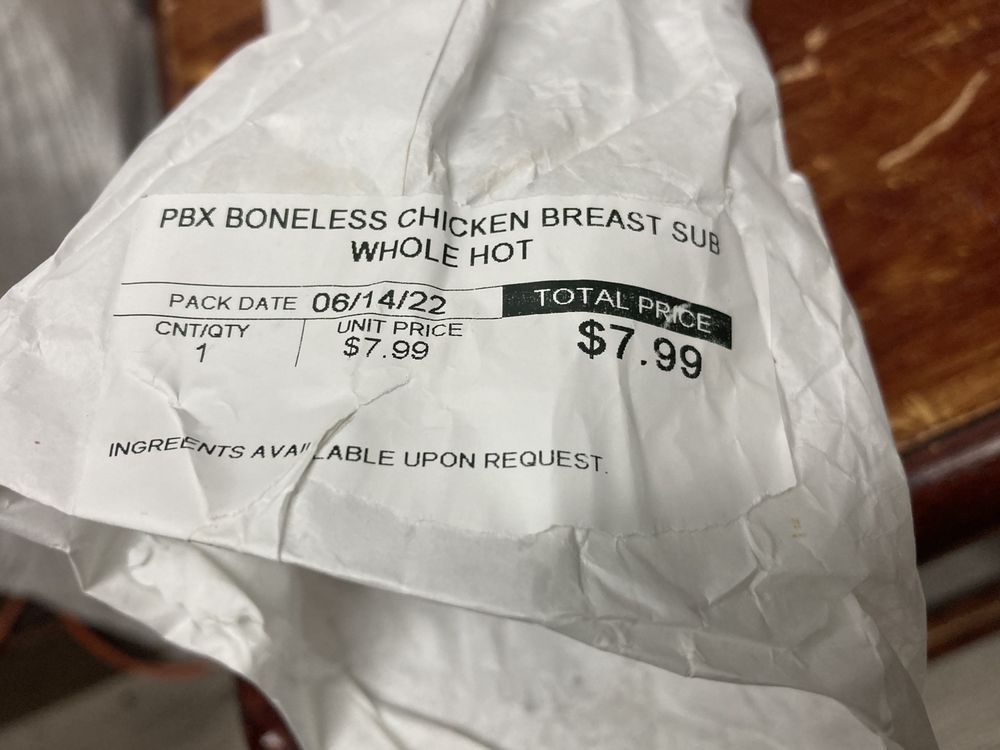 PBX BONELESS CHICKEN BREAST SUB
WHOLE HOT
PACK DATE 06/14/22 TOTAL PRICE
CNT/QTY UNIT PRICE
1 $7.99 $7.99
INGREENTS AVAILABLE UPON REQUEST.